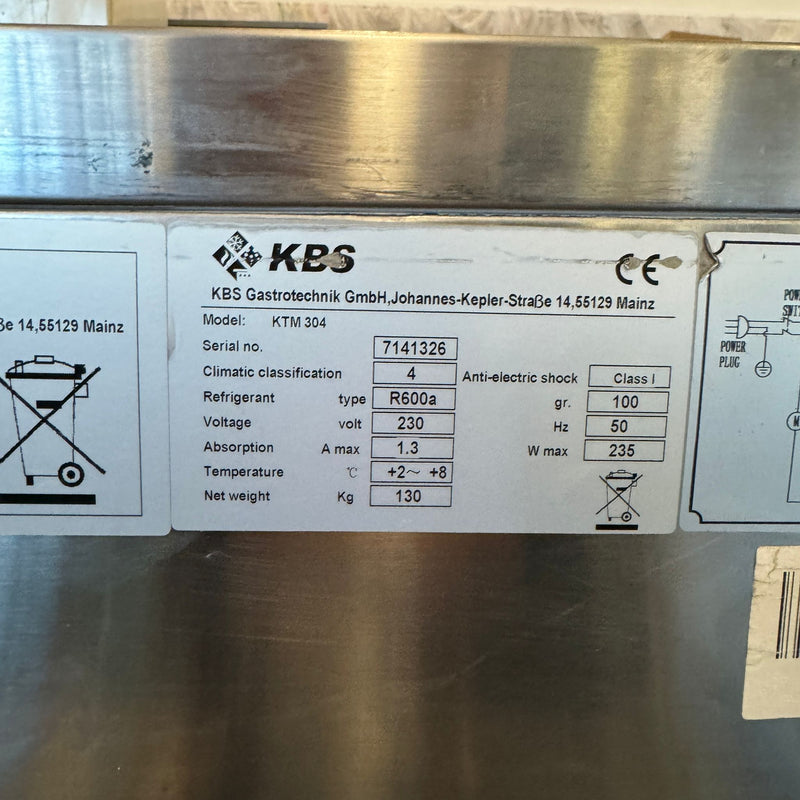 KBS
CE
KBS Gastrotechnik GmbH,Johannes-Kepler-Straße 14,55129 Mainz
Model: KTM 304
Serial no. 7141326
Climatic classification 4 Anti-electric shock Class I
Refrigerant type R600a gr. 100
Voltage volt 230 Hz 50
Absorption A max 1.3 W max 235
Temperature °C +2~ +8
Net weight Kg 130
ße 14,55129 Mainz
POWER
PLUG
M